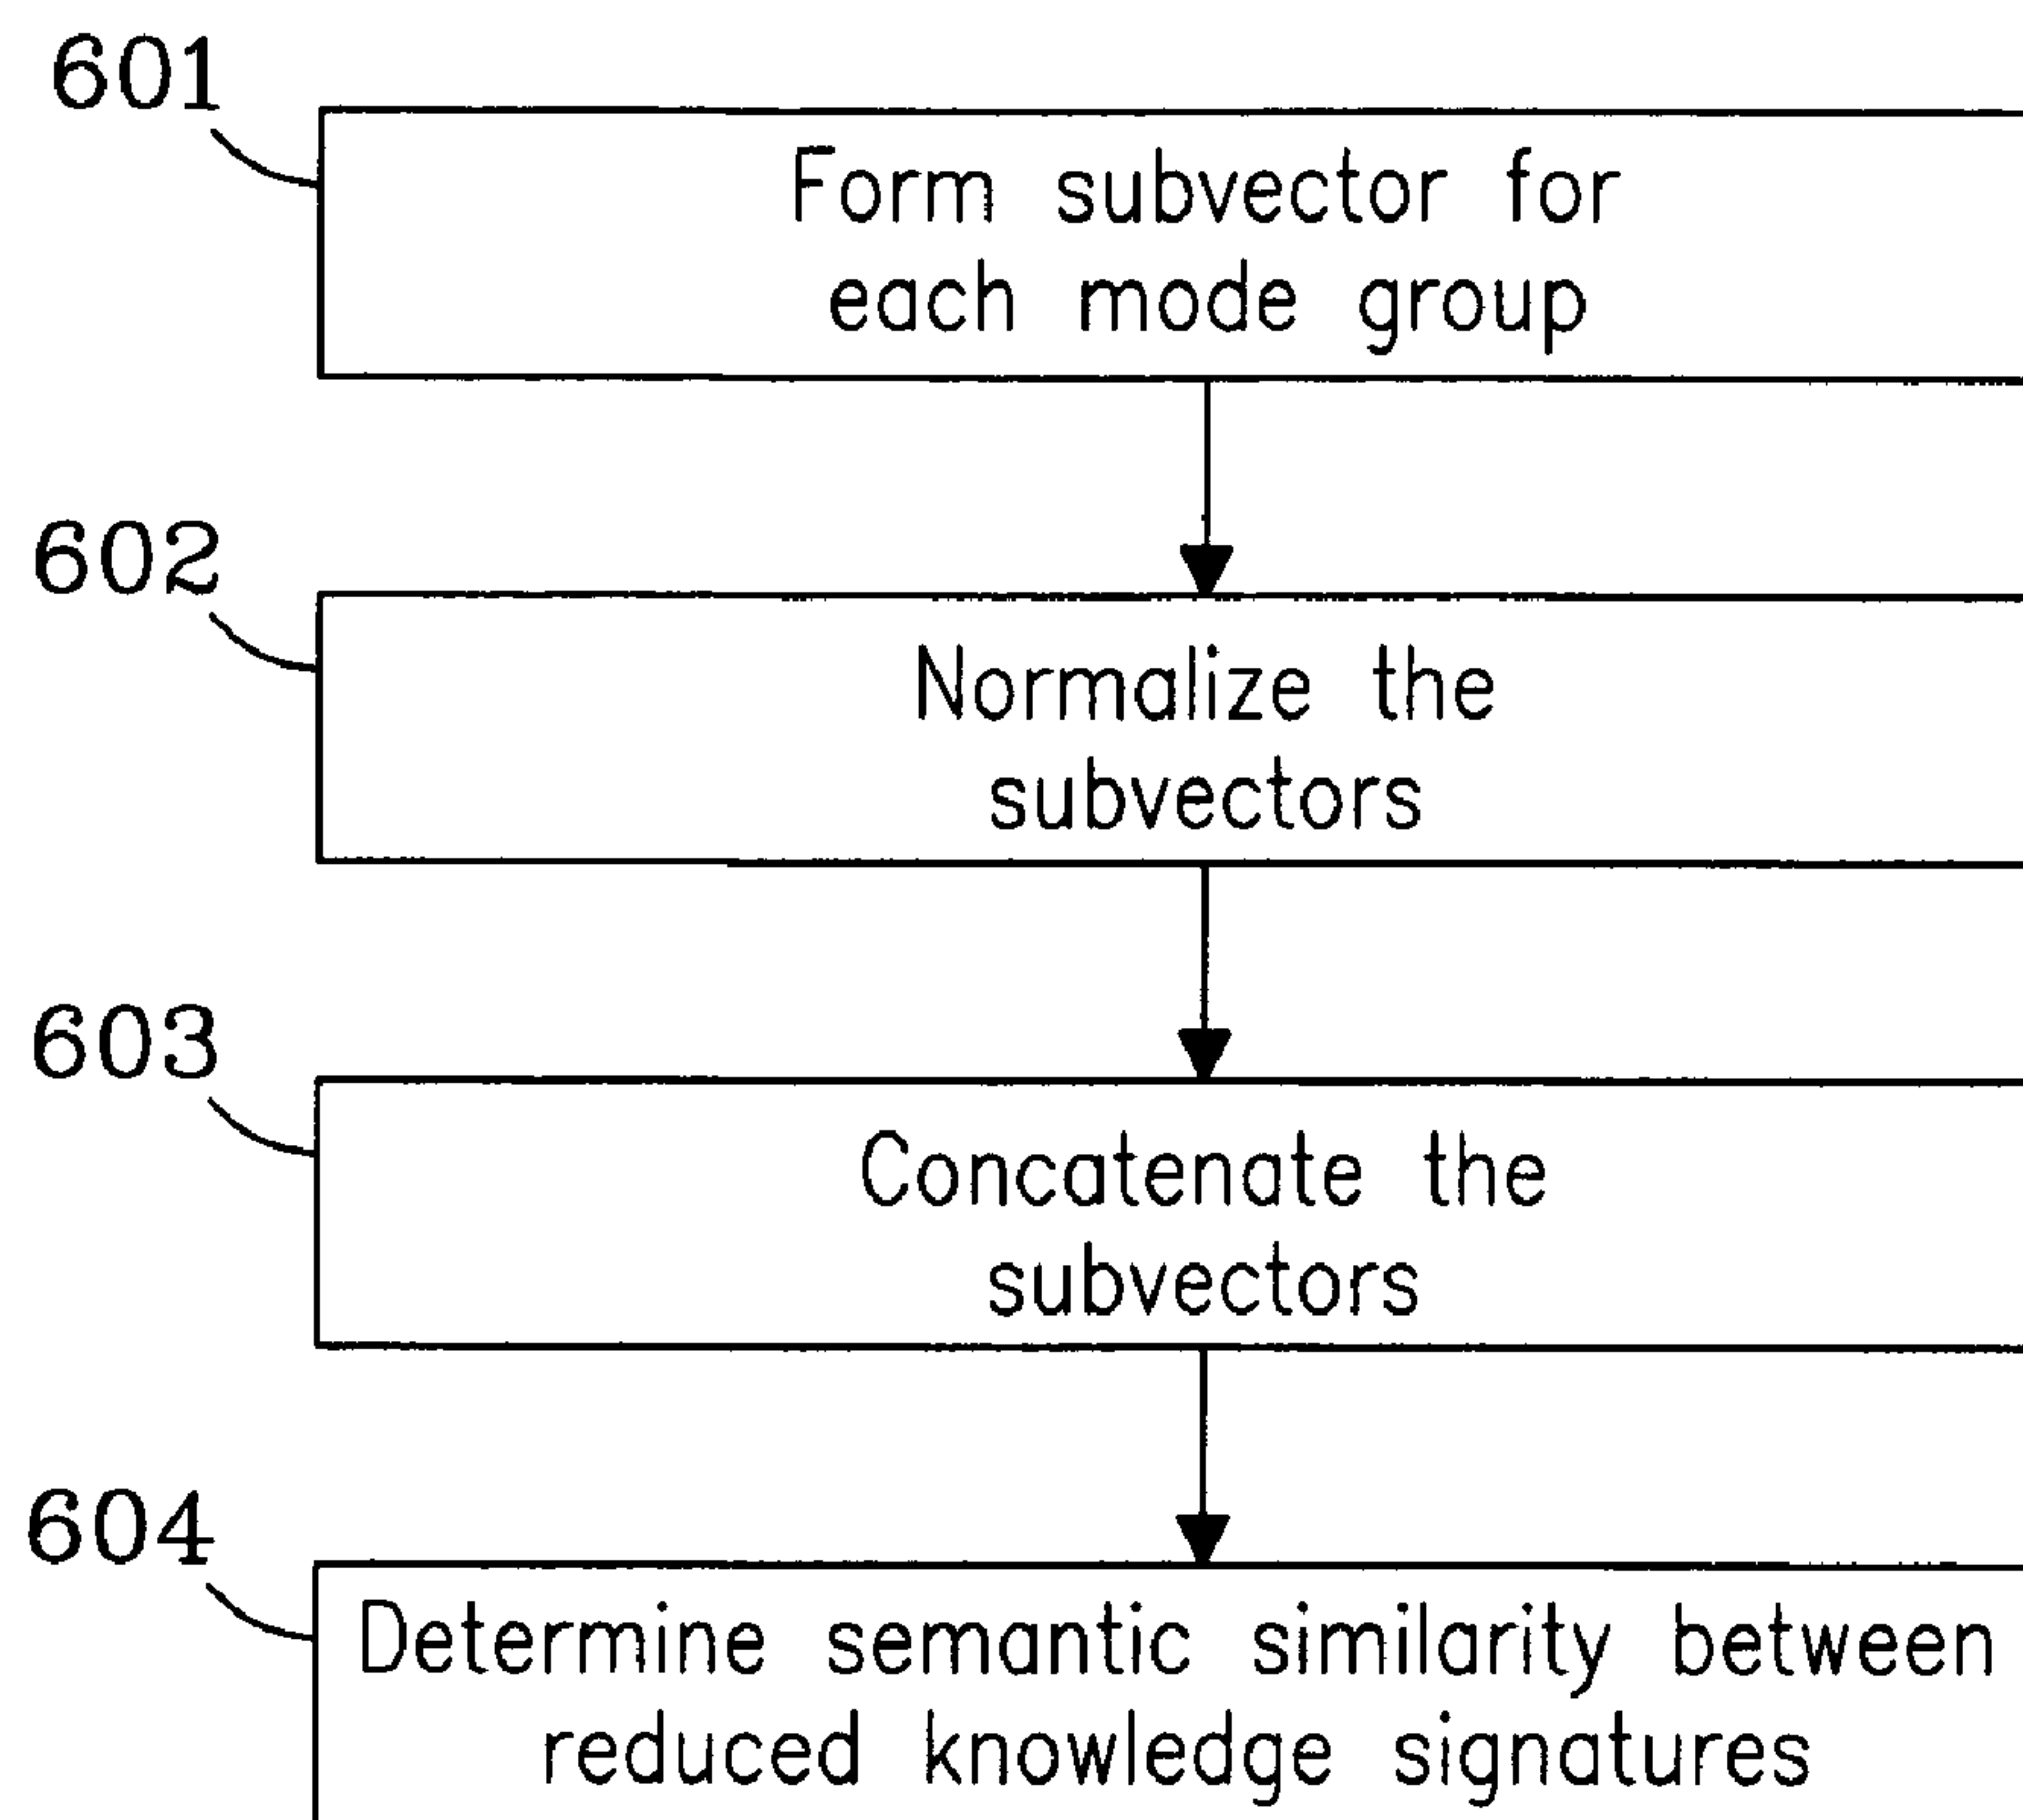 601
Form subvector for
each mode group
602
Normalize the
subvectors
603
Concatenate the
subvectors
604
Determine semantic similarity between
reduced knowledge signatures